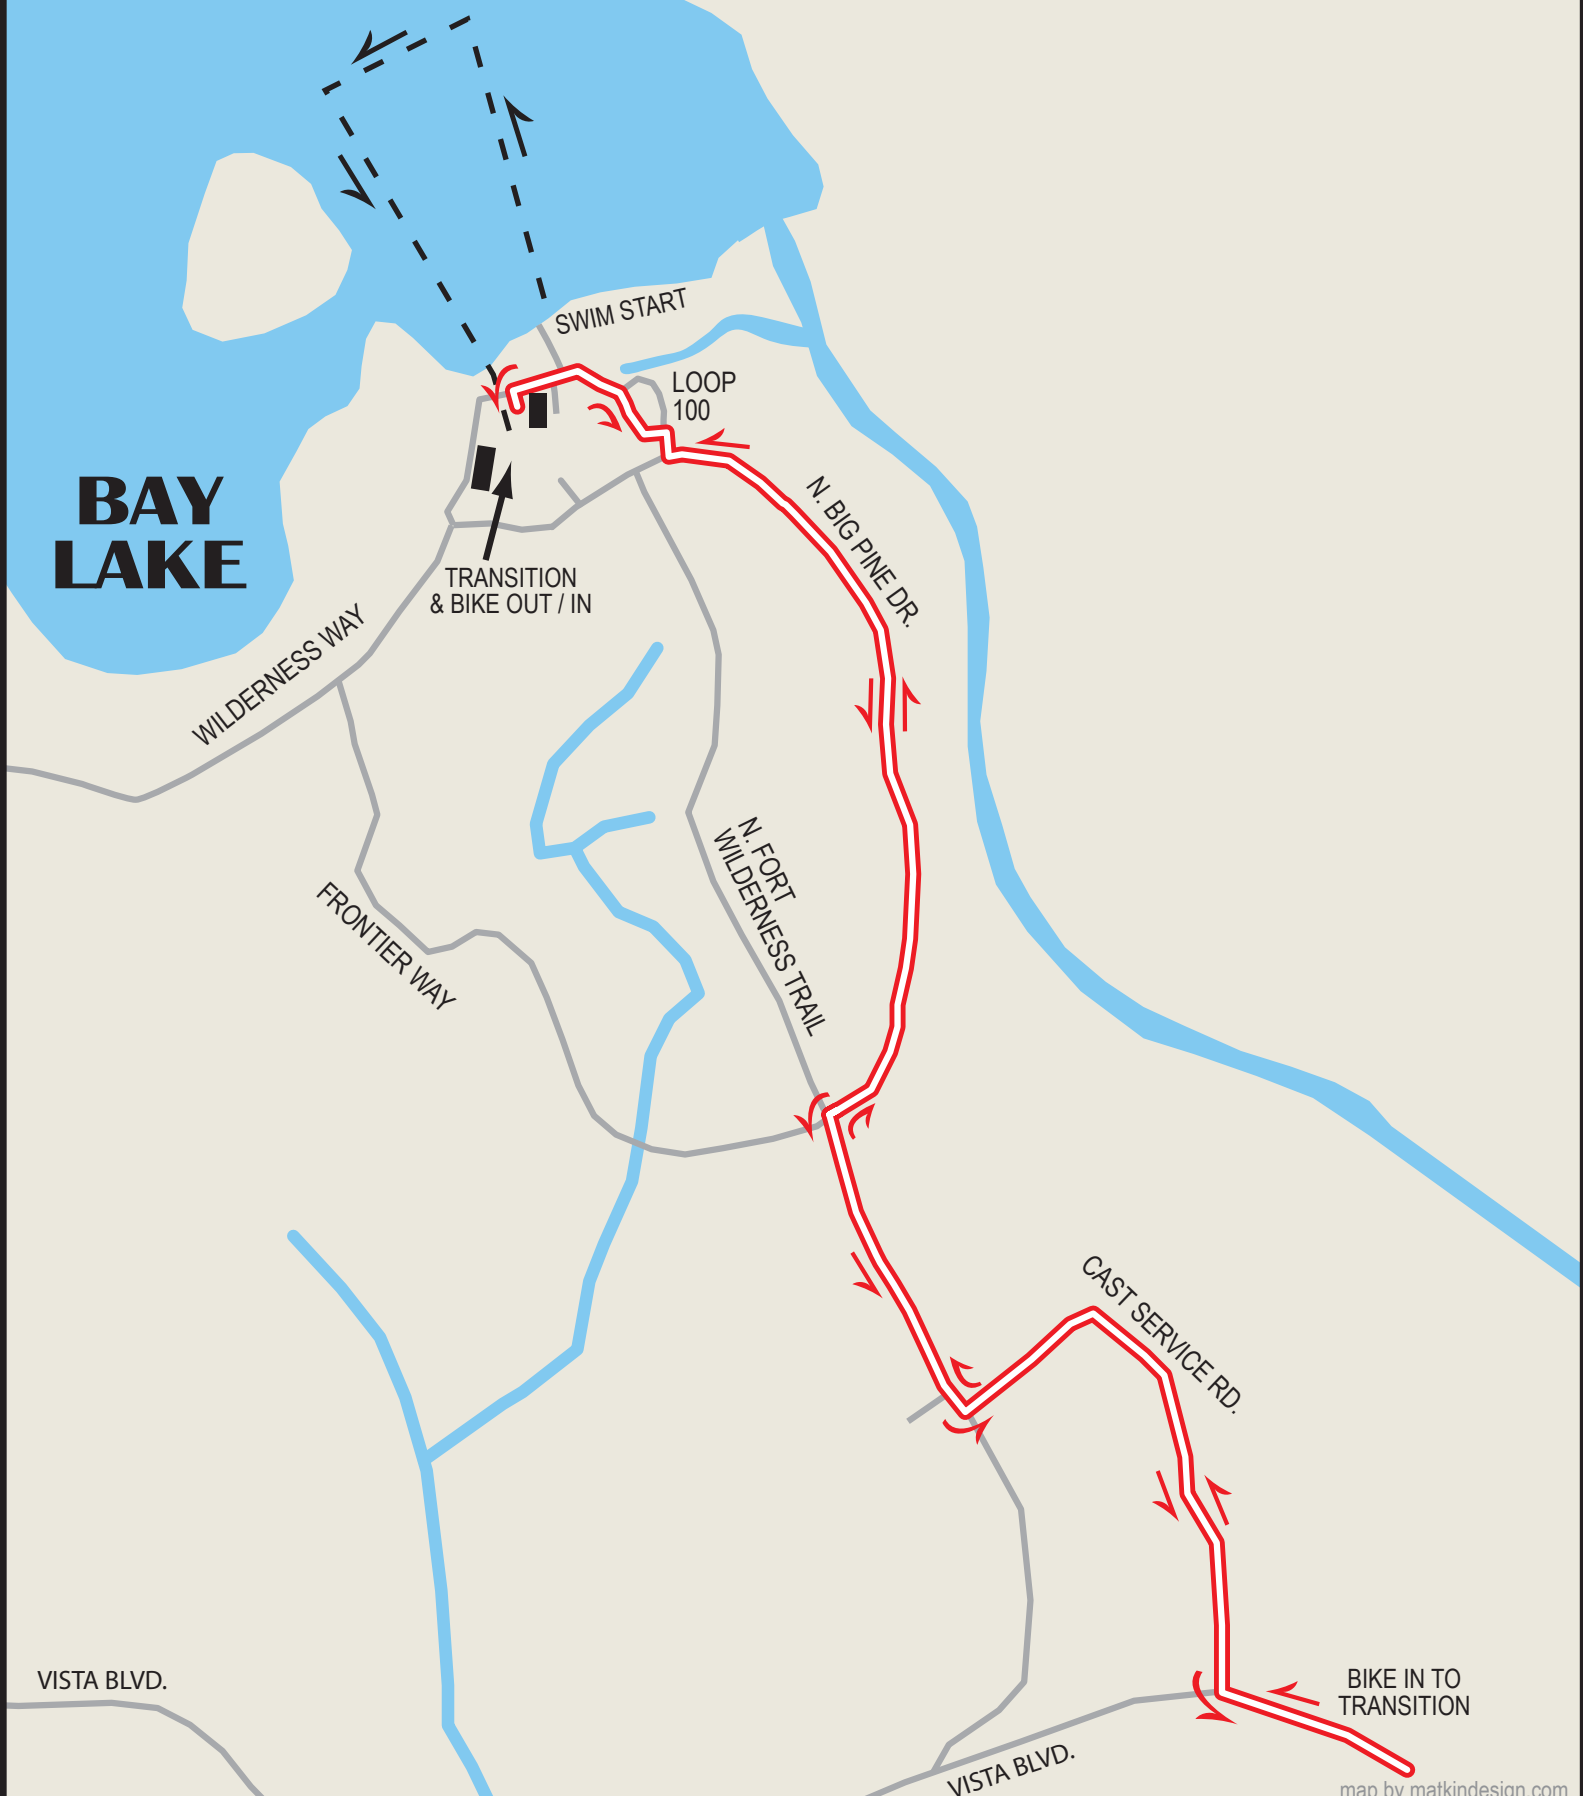 SWIM START
LOOP
100
BAY
LAKE
N. BIG PINE DR.
TRANSITION
& BIKE OUT / IN
WILDERNESS WAY
N. FORT
WILDERNESS TRAIL
FRONTIER WAY
CAST SERVICE RD.
VISTA BLVD.
BIKE IN TO
TRANSITION
VISTA BLVD.
map by matkindesign.com